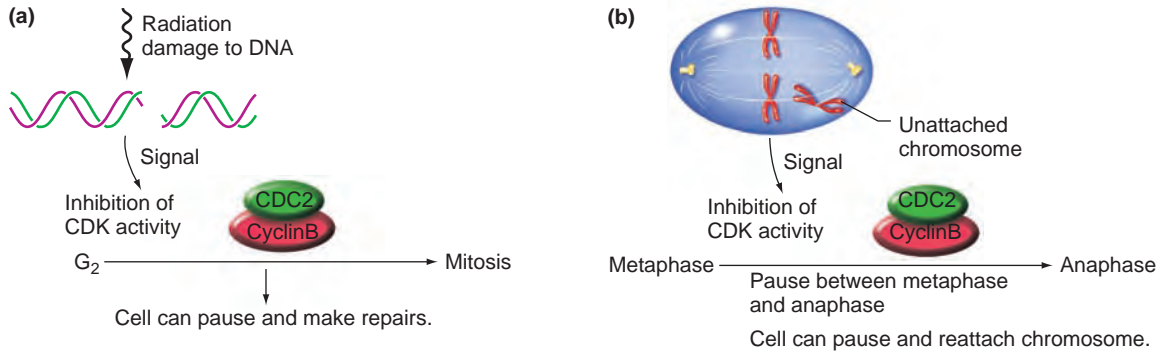 (a)
Radiation
damage to DNA
Signal
Inhibition of
CDK activity
CDC2
CyclinB
G2
Mitosis
Cell can pause and make repairs.
(b)
Unattached
chromosome
Signal
Inhibition of
CDK activity
CDC2
CyclinB
Metaphase
Anaphase
Pause between metaphase
and anaphase
Cell can pause and reattach chromosome.